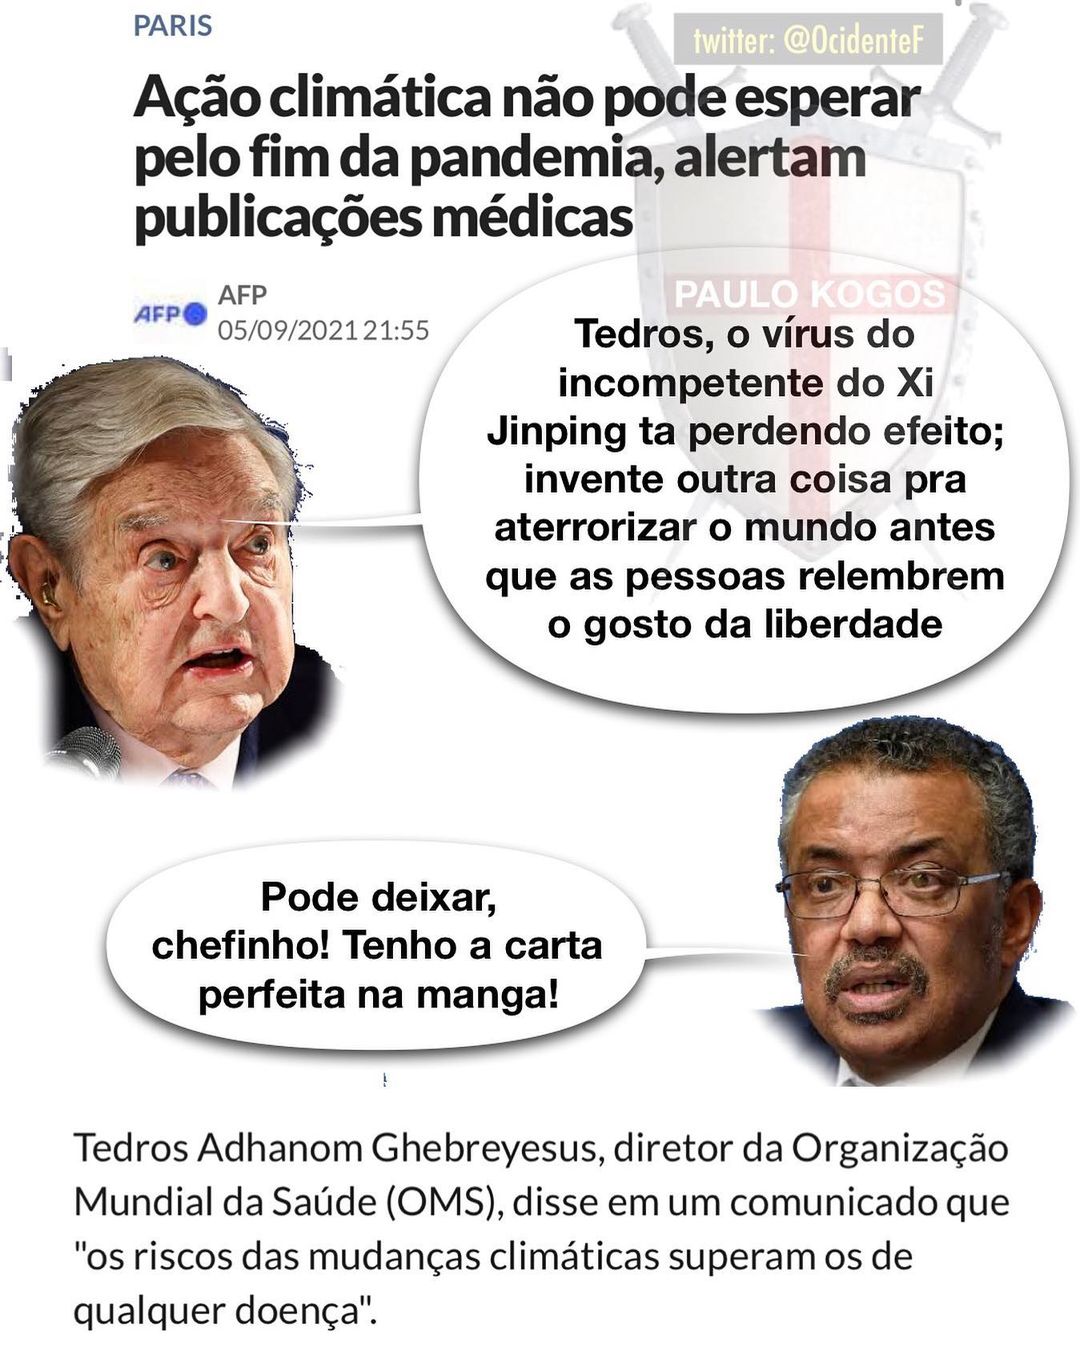 PARIS
twitter: @OcidenteF
Ação climática não pode esperar
pelo fim da pandemia, alertam
publicações médicas
AFP
AFP
05/09/2021 21:55
PAULO KOGOS
Tedros, o vírus do
incompetente do Xi
Jinping ta perdendo efeito;
invente outra coisa pra
aterrorizar o mundo antes
que as pessoas relembrem
o gosto da liberdade
Pode deixar,
chefinho! Tenho a carta
perfeita na manga!
Tedros Adhanom Ghebreyesus, diretor da Organização
Mundial da Saúde (OMS), disse em um comunicado que
"os riscos das mudanças climáticas superam os de
qualquer doença".